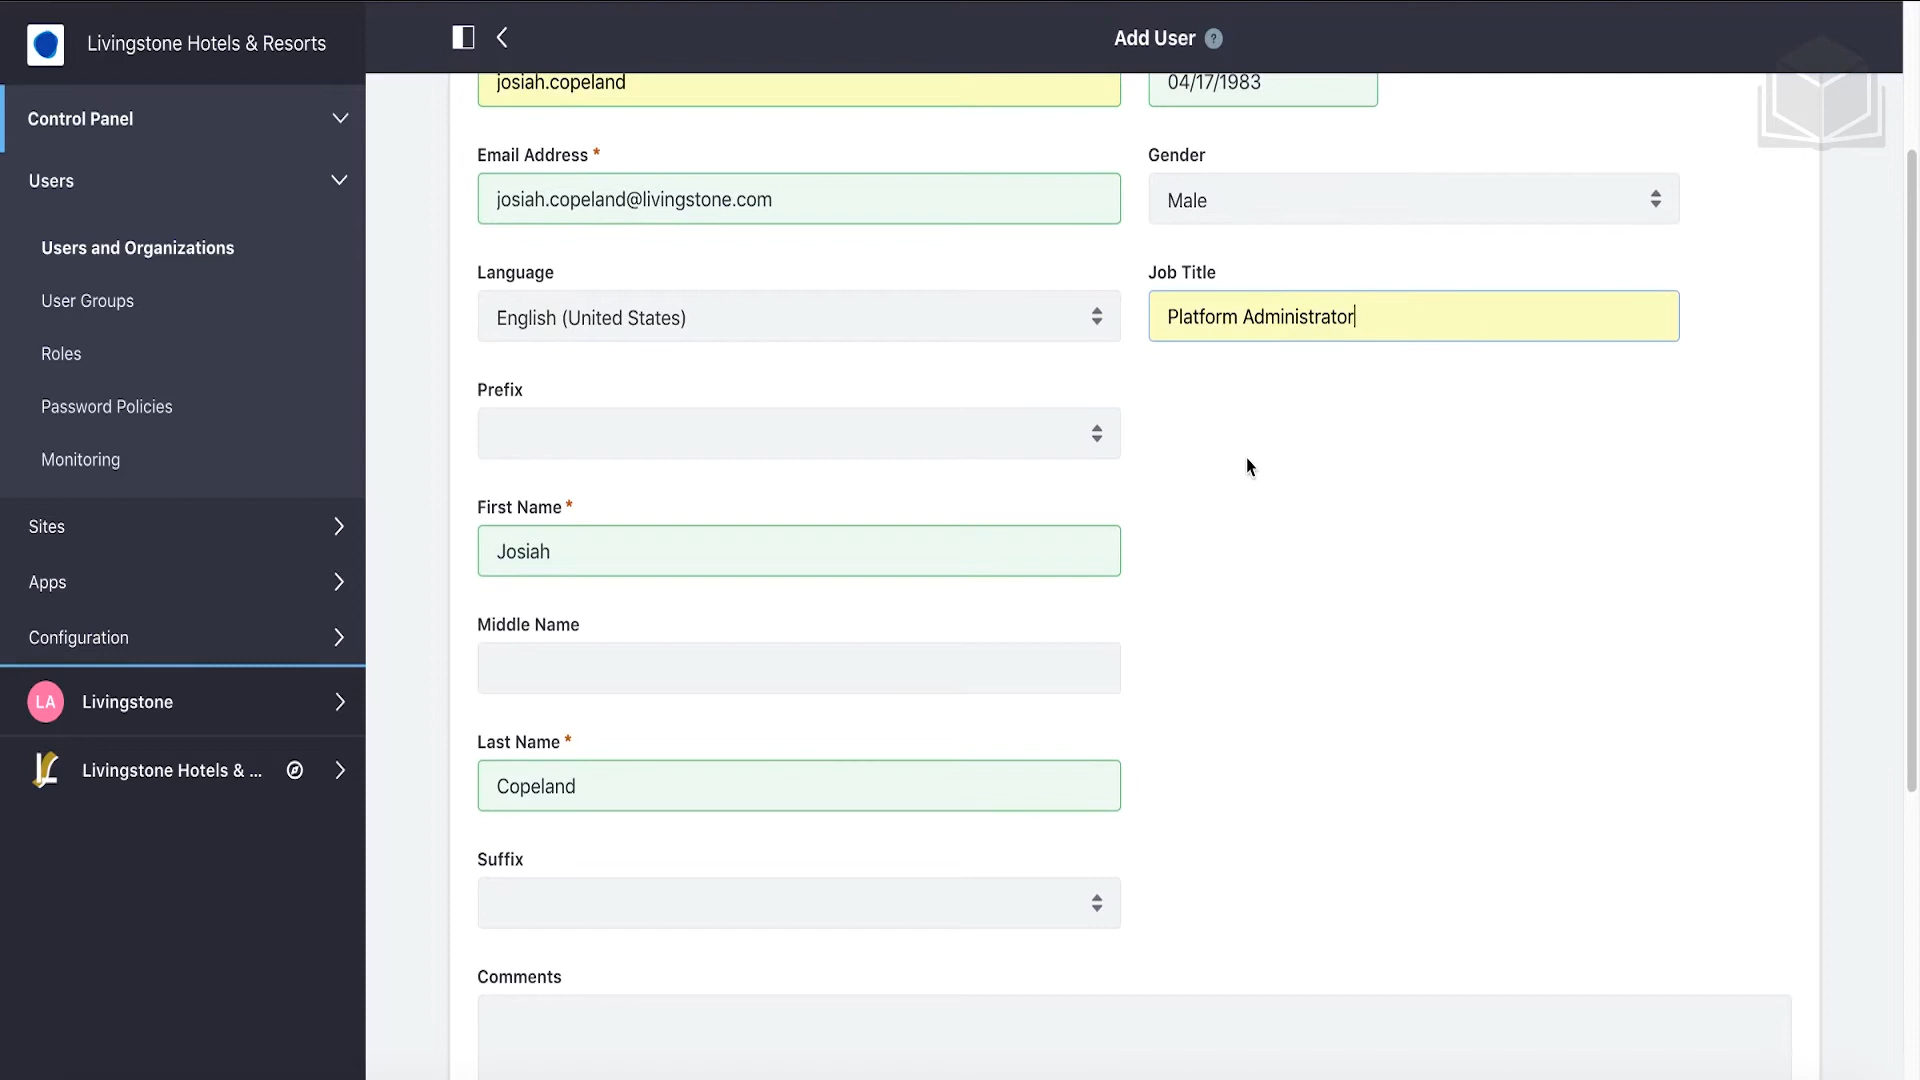 Livingstone Hotels & Resorts
Add User ?
Control Panel
Users
Users and Organizations
User Groups
Roles
Password Policies
Monitoring
Sites
Apps
Configuration
LA Livingstone
Livingstone Hotels & ...
josiah.copeland
04/17/1983
Email Address *
josiah.copeland@livingstone.com
Gender
Male
Language
English (United States)
Job Title
Platform Administrator
Prefix
First Name *
Josiah
Middle Name
Last Name *
Copeland
Suffix
Comments